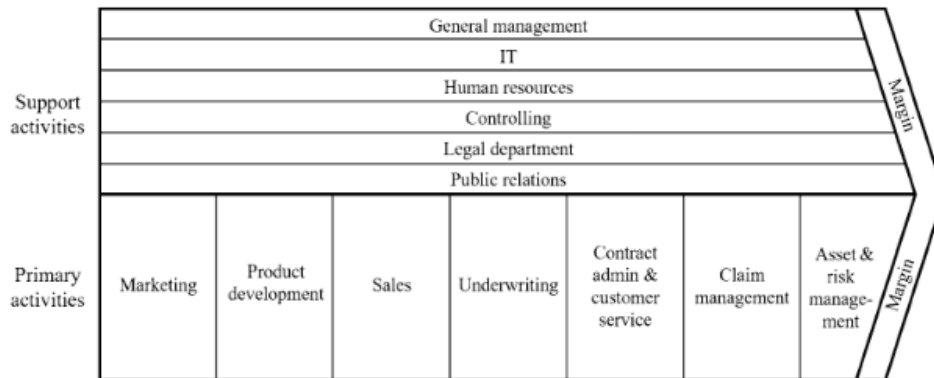 General management
IT
Human resources
Controlling
Legal department
Public relations
Support
activities
Margin
Primary
activities
Marketing
Product
development
Sales
Underwriting
Contract
admin &
customer
service
Claim
management
Asset &
risk
manage-
ment
Margin